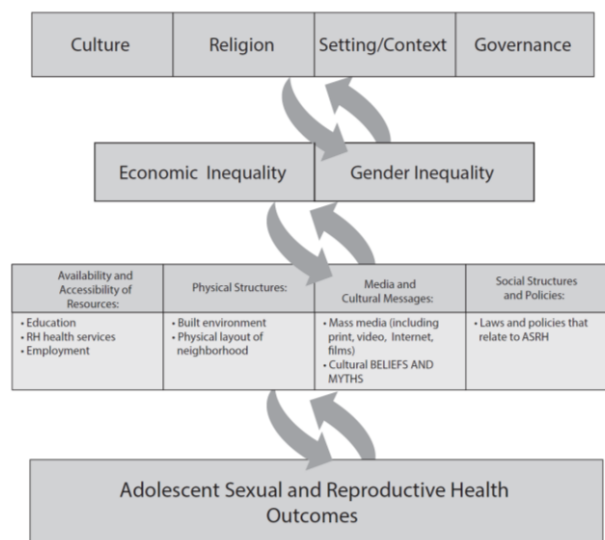 Culture
Religion
Setting/Context
Governance
Economic Inequality
Gender Inequality
Availability and
Accessibility of
Resources:
• Education
• RH health services
• Employment
Physical Structures:
• Built environment
• Physical layout of
neighborhood
Media and
Cultural Messages:
• Mass media (including
print, video, Internet,
films)
• Cultural BELIEFS AND
MYTHS
Social Structures
and Policies:
• Laws and policies that
relate to ASRH
Adolescent Sexual and Reproductive Health
Outcomes